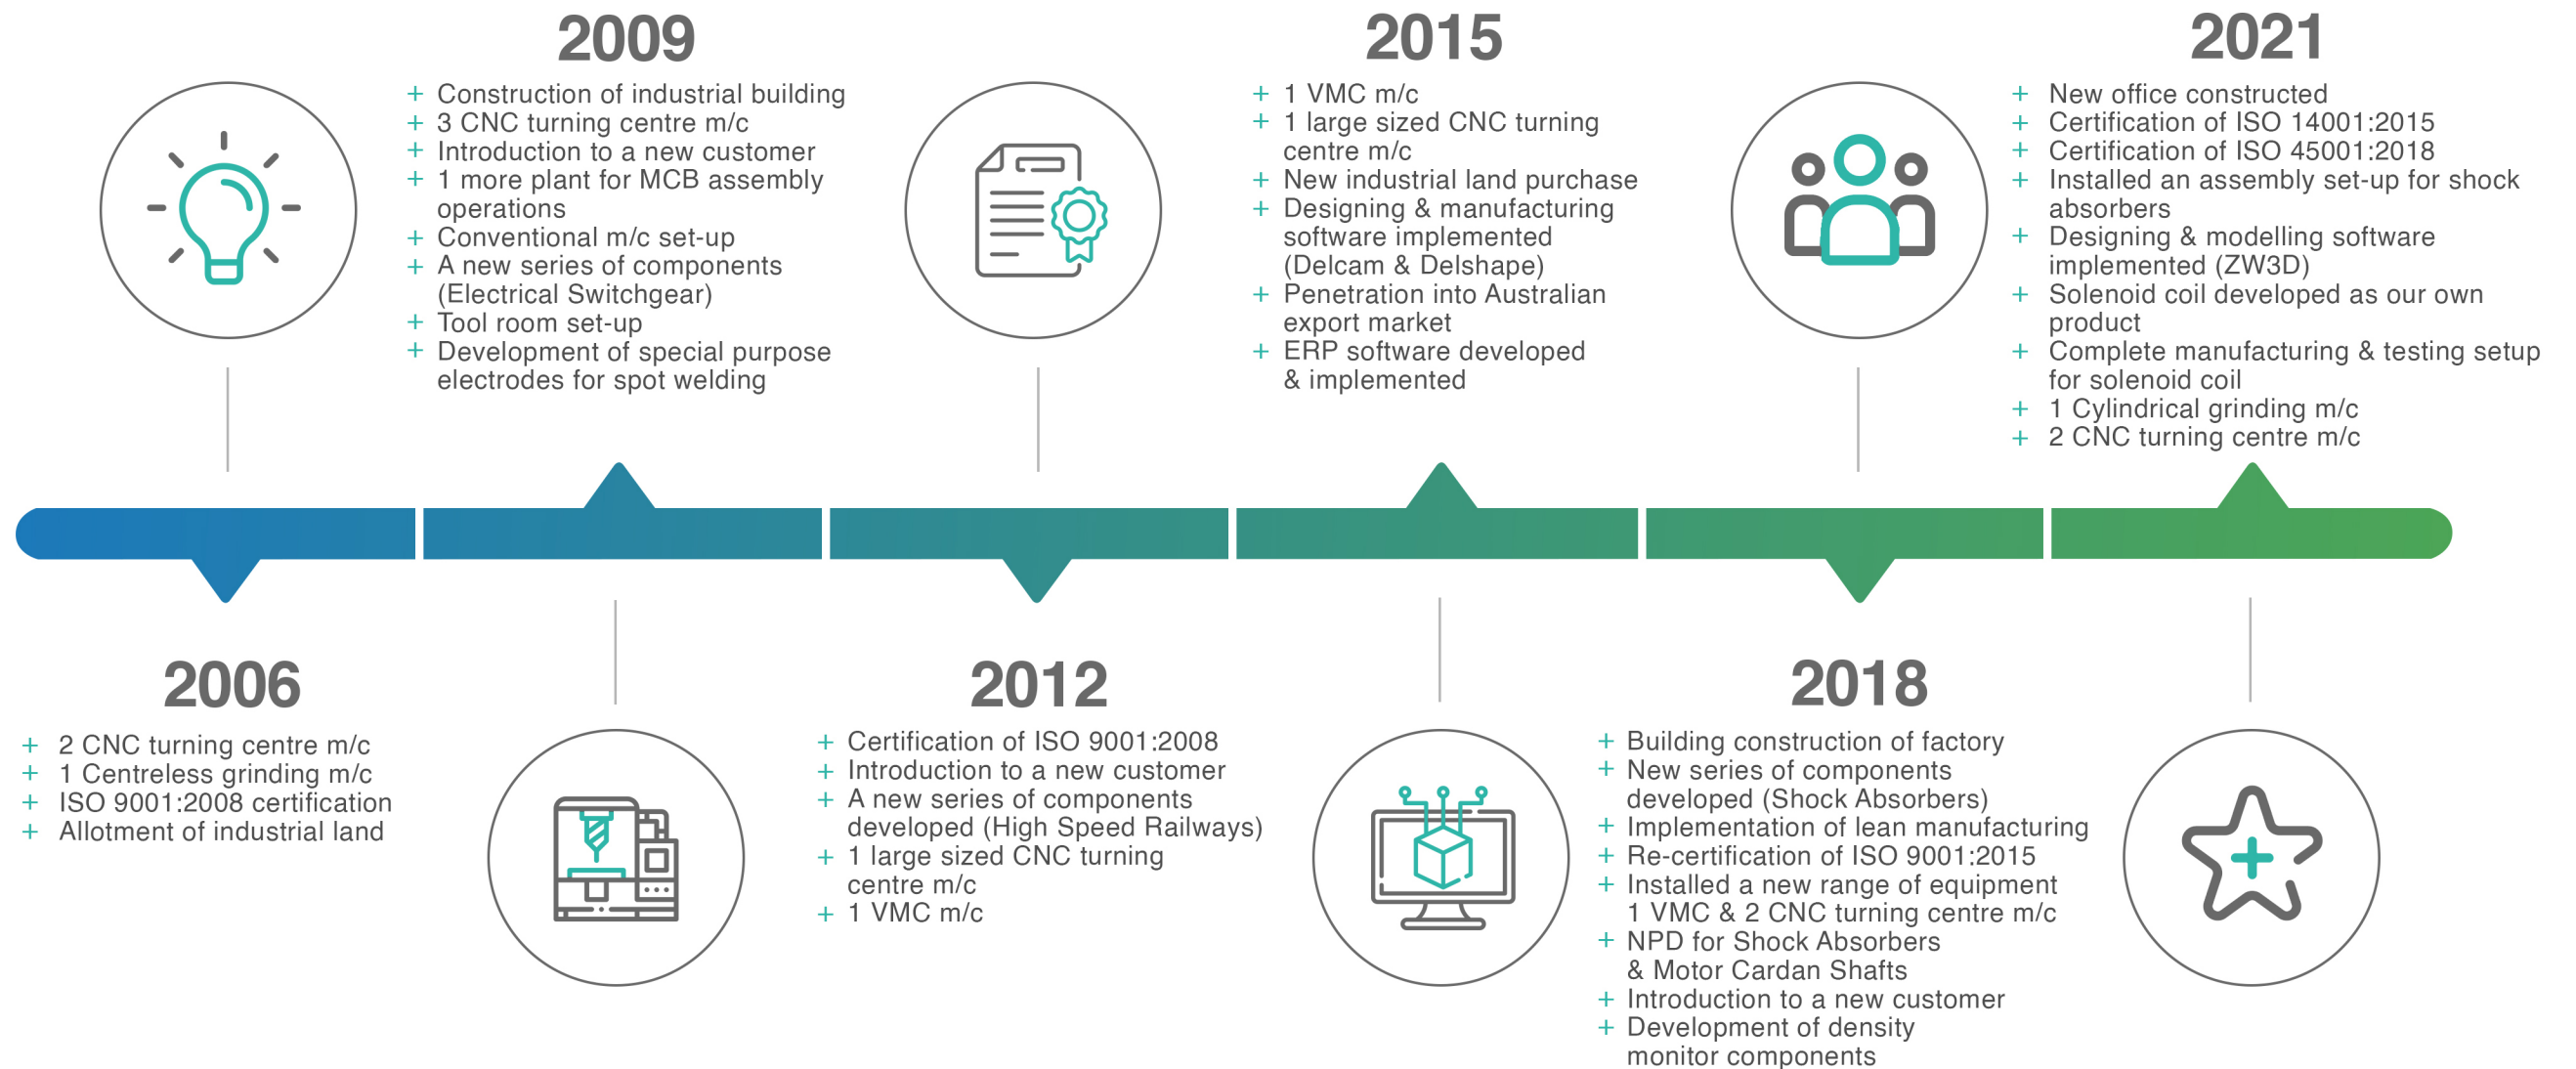 2009
+ Construction of industrial building
+ 3 CNC turning centre m/c
+ Introduction to a new customer
+ 1 more plant for MCB assembly
operations
+ Conventional m/c set-up
+ A new series of components
(Electrical Switchgear)
+ Tool room set-up
+ Development of special purpose
electrodes for spot welding
2015
+ 1 VMC m/c
+ 1 large sized CNC turning
centre m/c
+ New industrial land purchase
+ Designing & manufacturing
software implemented
(Delcam & Delshape)
+ Penetration into Australian
export market
+ ERP software developed
& implemented
2021
+ New office constructed
+ Certification of ISO 14001:2015
+ Certification of ISO 45001:2018
+ Installed an assembly set-up for shock
absorbers
+ Designing & modelling software
implemented (ZW3D)
+ Solenoid coil developed as our own
product
+ Complete manufacturing & testing setup
for solenoid coil
+ 1 Cylindrical grinding m/c
+ 2 CNC turning centre m/c
2006
+ 2 CNC turning centre m/c
+ 1 Centreless grinding m/c
+ ISO 9001:2008 certification
+ Allotment of industrial land
2012
+ Certification of ISO 9001:2008
+ Introduction to a new customer
+ A new series of components
developed (High Speed Railways)
+ 1 large sized CNC turning
centre m/c
+ 1 VMC m/c
2018
+ Building construction of factory
+ New series of components
developed (Shock Absorbers)
+ Implementation of lean manufacturing
+ Re-certification of ISO 9001:2015
+ Installed a new range of equipment
1 VMC & 2 CNC turning centre m/c
+ NPD for Shock Absorbers
& Motor Cardan Shafts
+ Introduction to a new customer
+ Development of density
monitor components